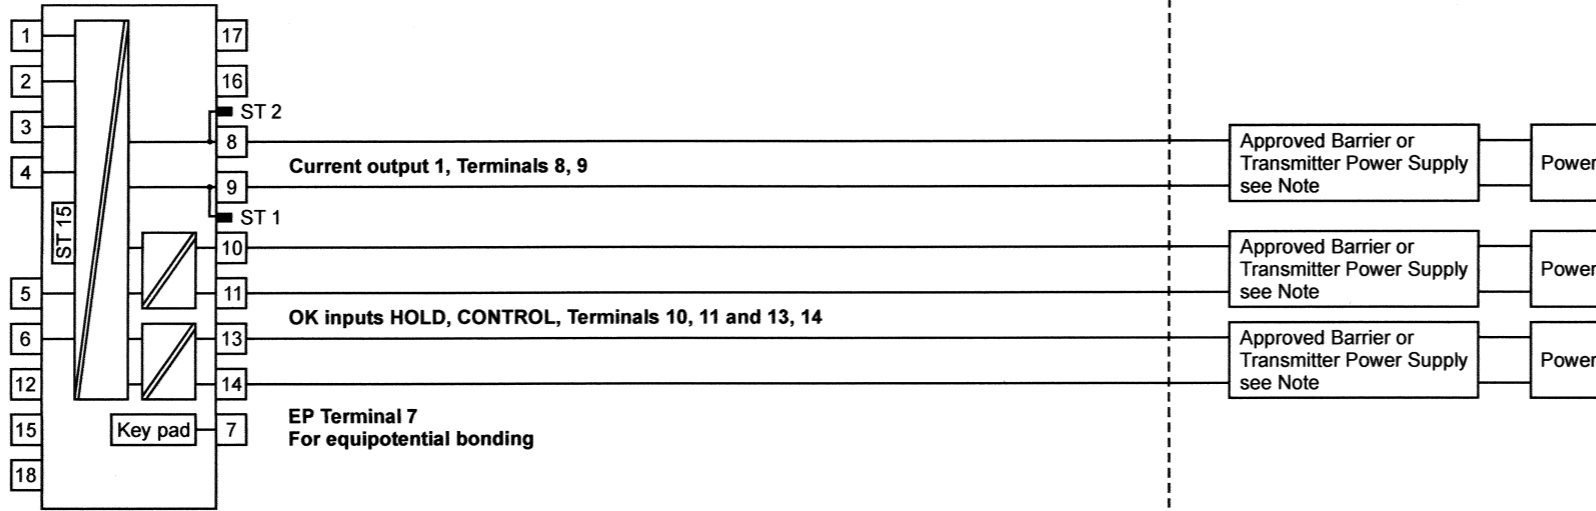 1
2
3
4
ST 15
5
6
12
15
18
17
16
ST 2
8
9
ST 1
10
11
13
14
Key pad
7
Current output 1, Terminals 8, 9
OK inputs HOLD, CONTROL, Terminals 10, 11 and 13, 14
EP Terminal 7
For equipotential bonding
Approved Barrier or
Transmitter Power Supply
see Note
Power
Approved Barrier or
Transmitter Power Supply
see Note
Power
Approved Barrier or
Transmitter Power Supply
see Note
Power